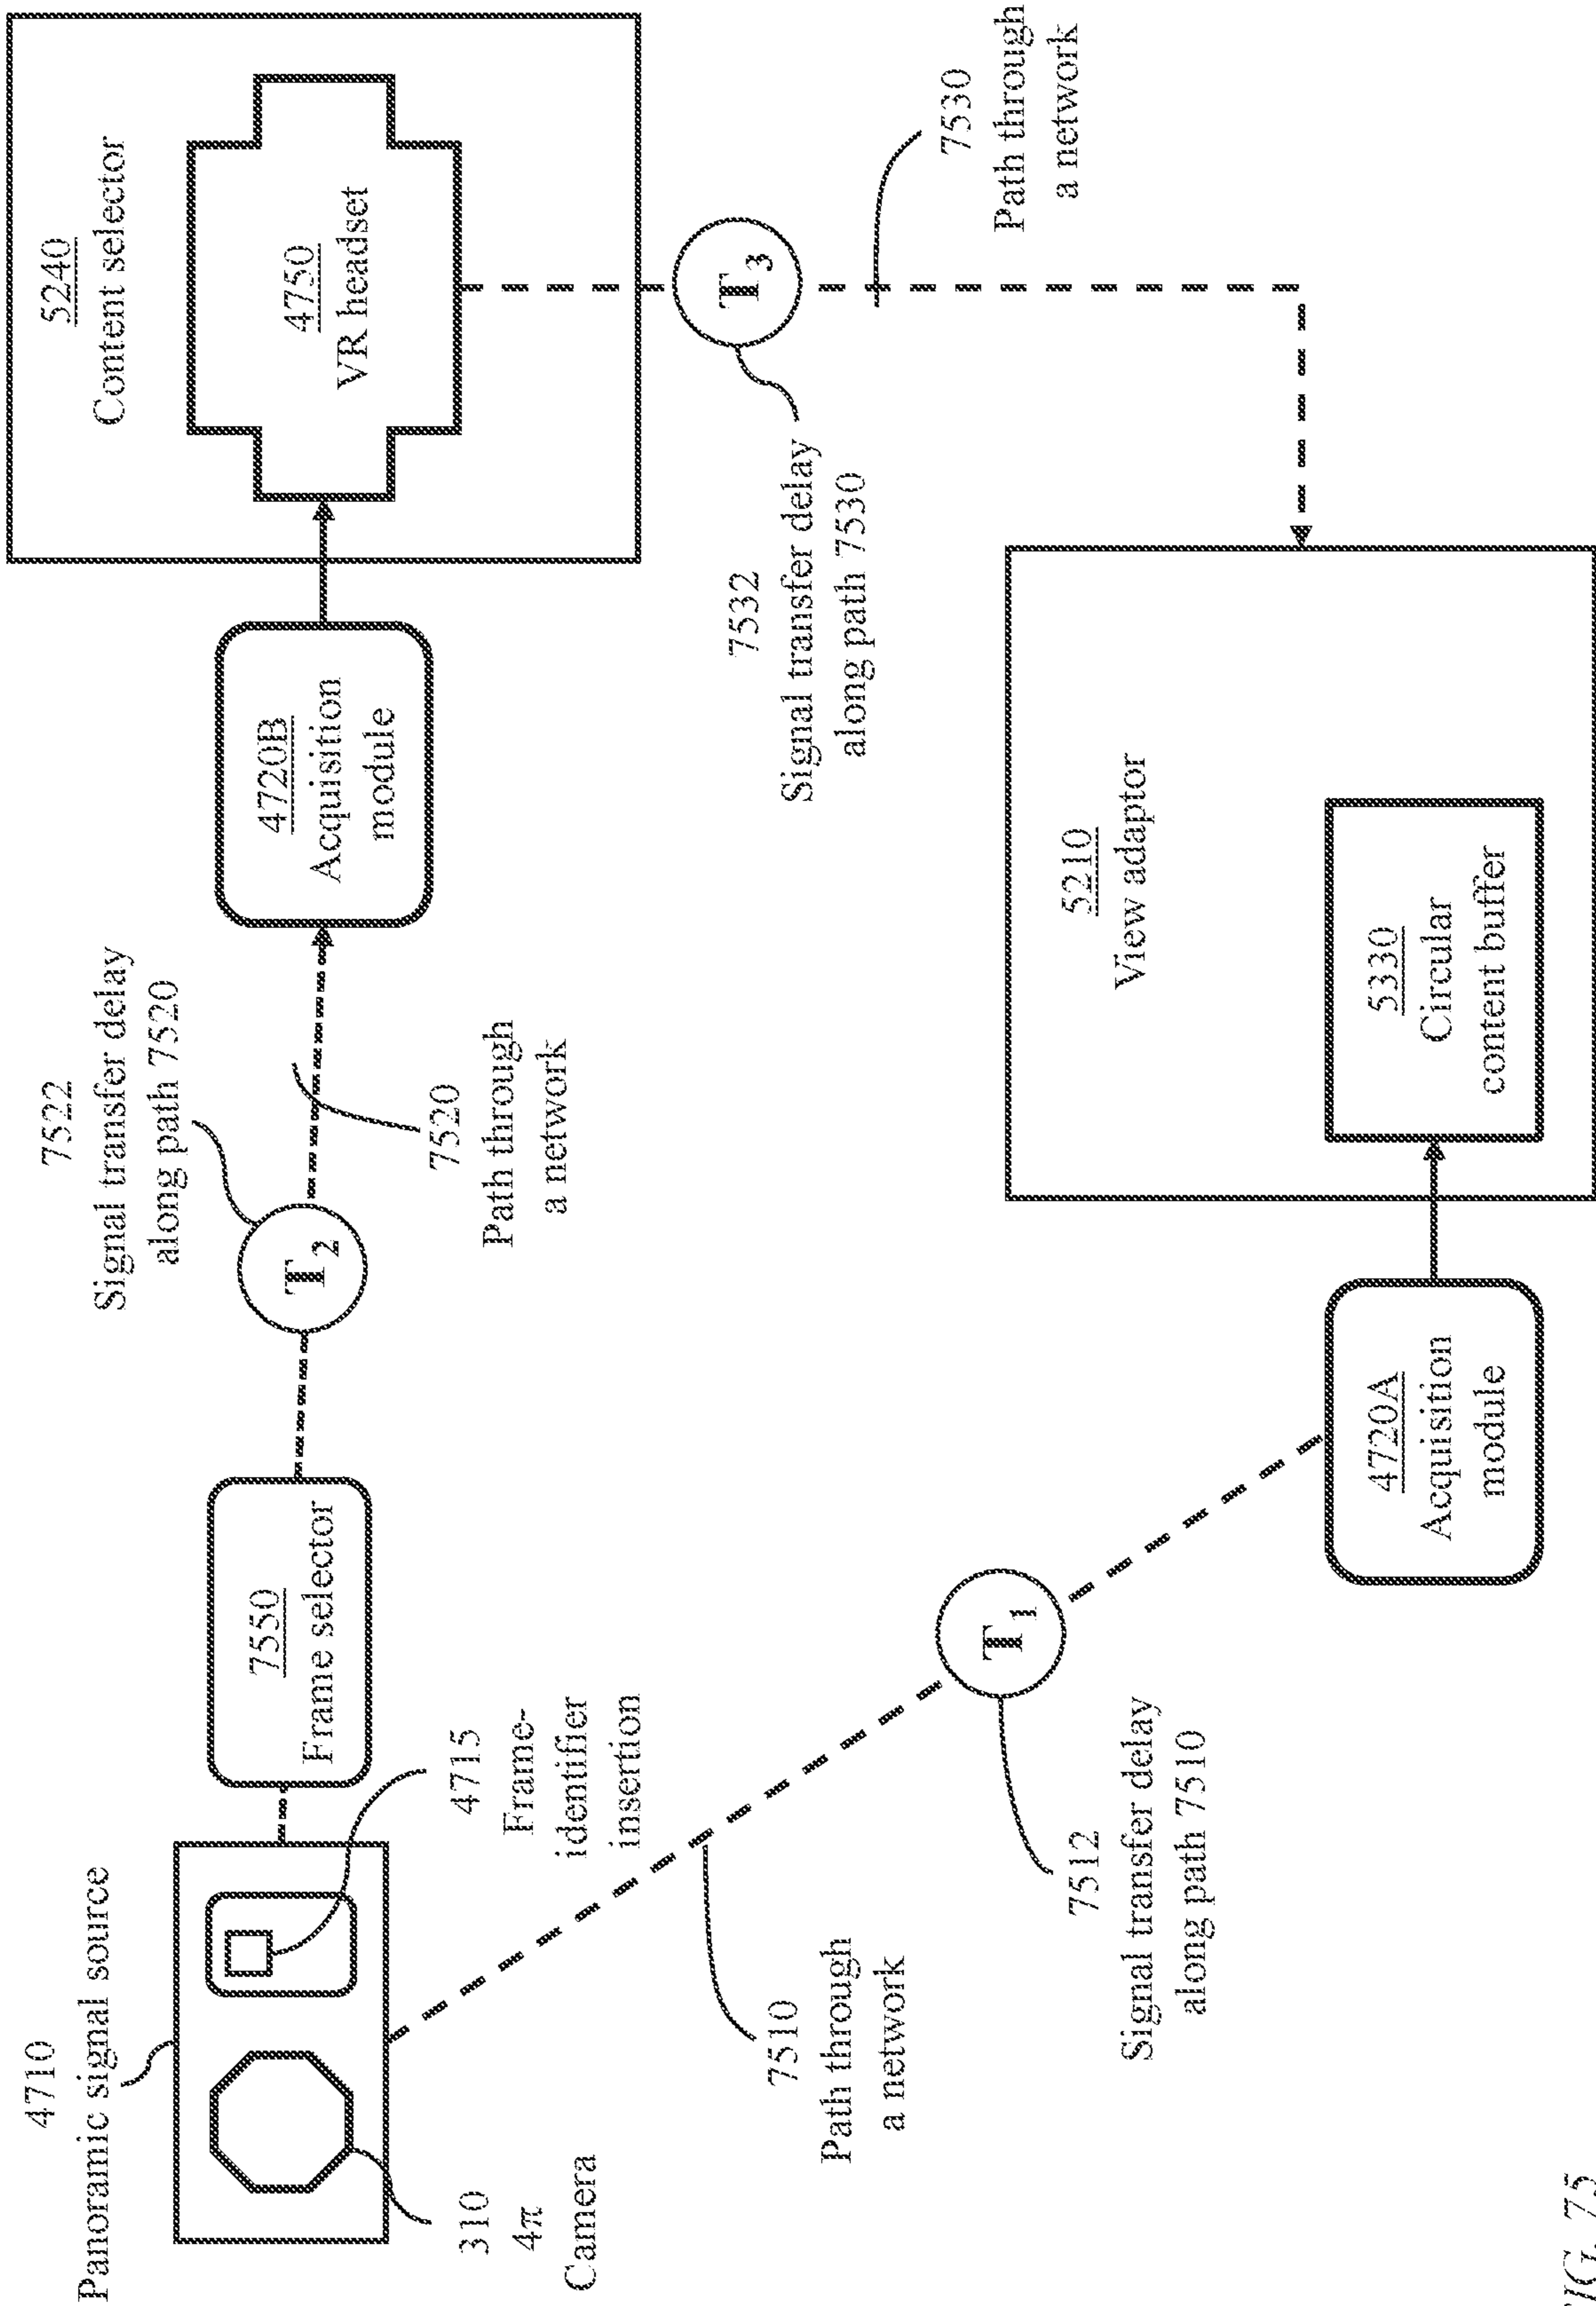 4710
Panoramic signal source
310
4π
Camera
4715
Frame-
identifier
insertion
7550
Frame selector
7522
Signal transfer delay
along path 7520
T2
7520
Path through
a network
4720B
Acquisition
module
5240
Content selector
4750
VR headset
T3
7532
Signal transfer delay
along path 7530
7530
Path through
a network
7510
Path through
a network
T1
7512
Signal transfer delay
along path 7510
4720A
Acquisition
module
5210
View adaptor
5330
Circular
content buffer
FIG. 75